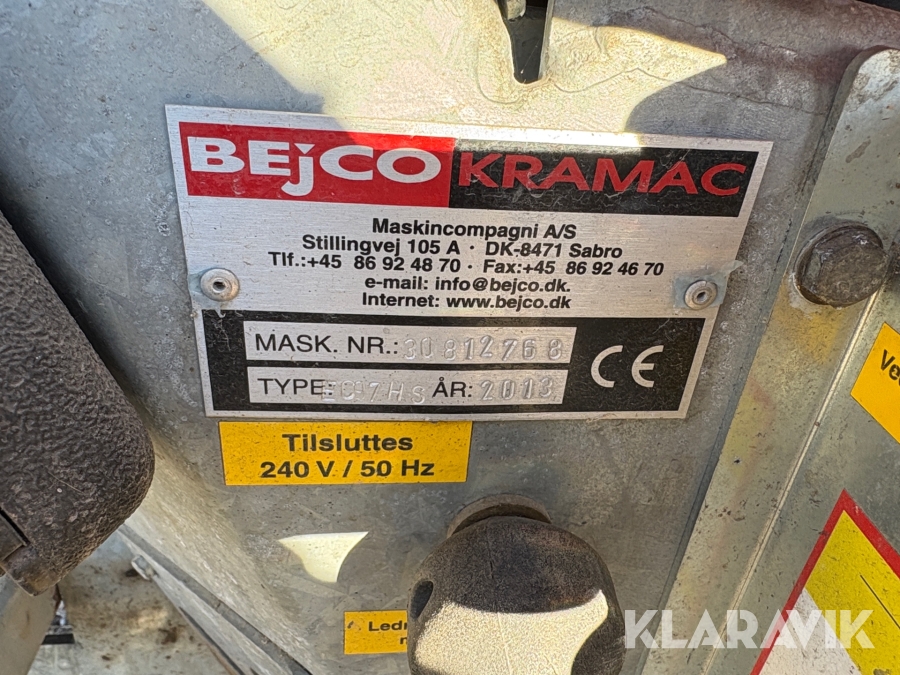 BEjCO KRAMAC
Maskincompagni A/S
Stillingvej 105 A · DK-8471 Sabro
Tlf.:+45 86 92 48 70 · Fax:+45 86 92 46 70
e-mail: info@bejco.dk.
Internet: www.bejco.dk
MASK. NR.: 30812768
TYPE: ÅR: 2013
CE
Tilsluttes
240 V / 50 Hz
KLARAVIK